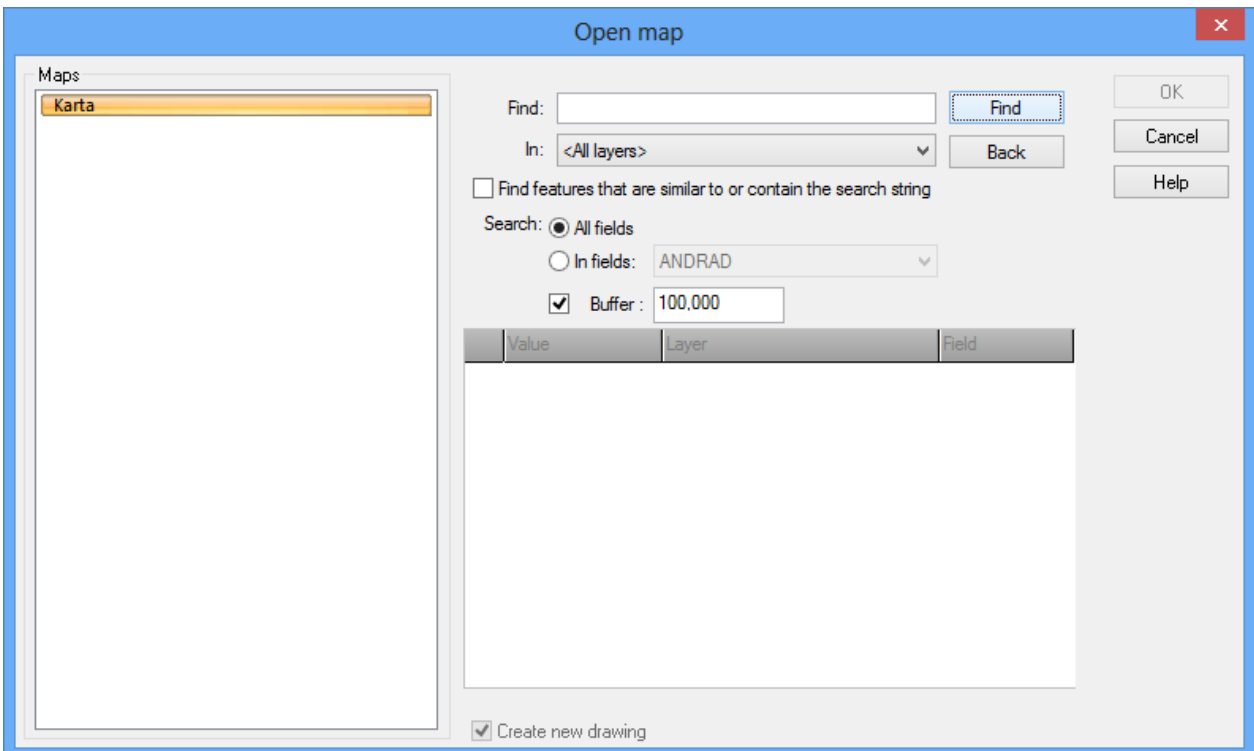 Open map
Maps
Karta
Find:
Find
In: <All layers>
Back
Find features that are similar to or contain the search string
Search: All fields
In fields: ANDRAD
Buffer : 100,000
Value Layer Field
Create new drawing
OK
Cancel
Help